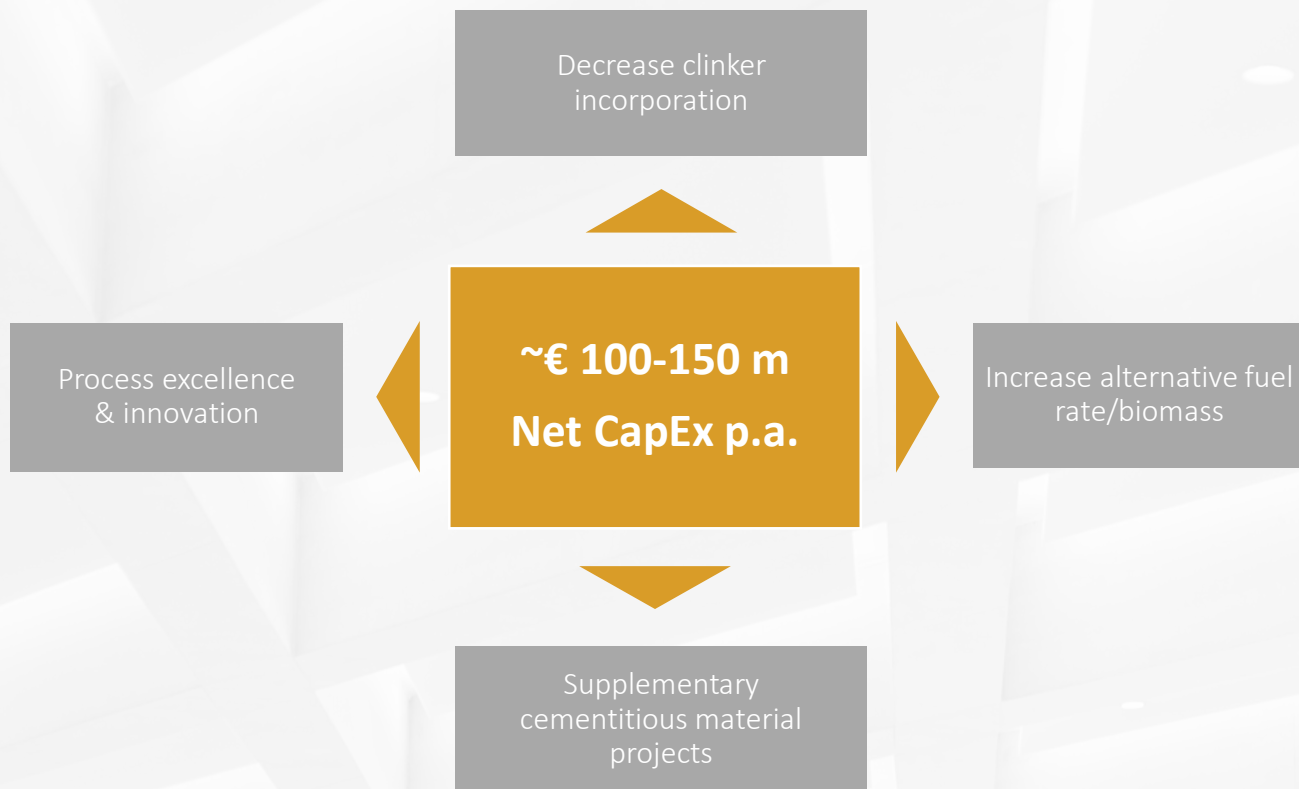 Decrease clinker
incorporation
Process excellence
& innovation
~€ 100-150 m
Net CapEx p.a.
Increase alternative fuel
rate/biomass
Supplementary
cementitious material
projects